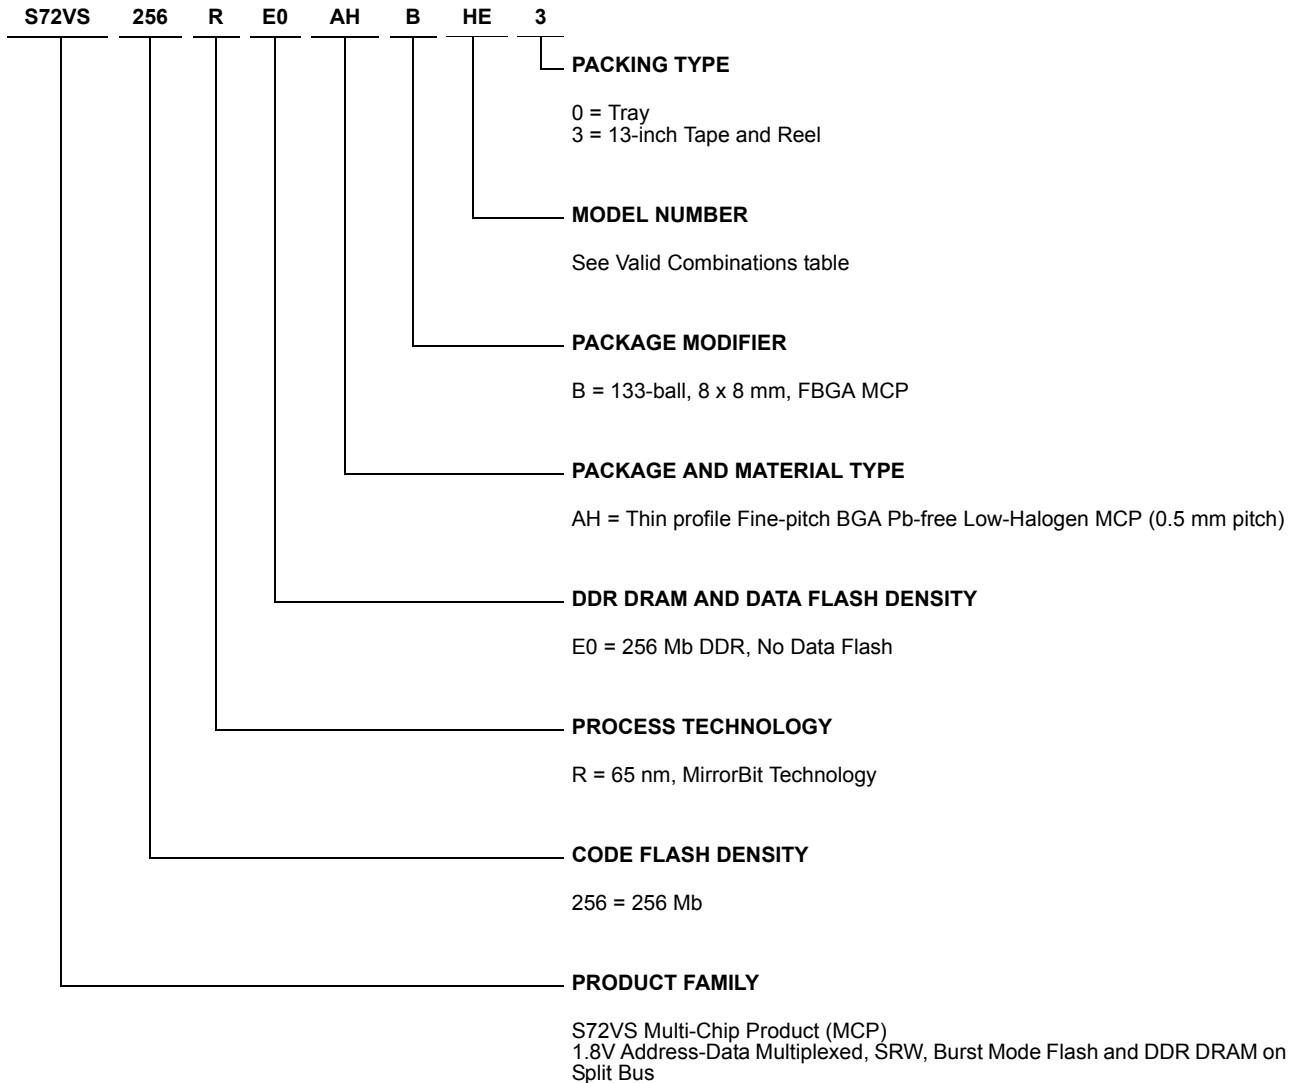 S72VS 256 R E0 AH B HE 3
PACKING TYPE
0 = Tray
3 = 13-inch Tape and Reel
MODEL NUMBER
See Valid Combinations table
PACKAGE MODIFIER
B = 133-ball, 8 x 8 mm, FBGA MCP
PACKAGE AND MATERIAL TYPE
AH = Thin profile Fine-pitch BGA Pb-free Low-Halogen MCP (0.5 mm pitch)
DDR DRAM AND DATA FLASH DENSITY
E0 = 256 Mb DDR, No Data Flash
PROCESS TECHNOLOGY
R = 65 nm, MirrorBit Technology
CODE FLASH DENSITY
256 = 256 Mb
PRODUCT FAMILY
S72VS Multi-Chip Product (MCP)
1.8V Address-Data Multiplexed, SRW, Burst Mode Flash and DDR DRAM on
Split Bus